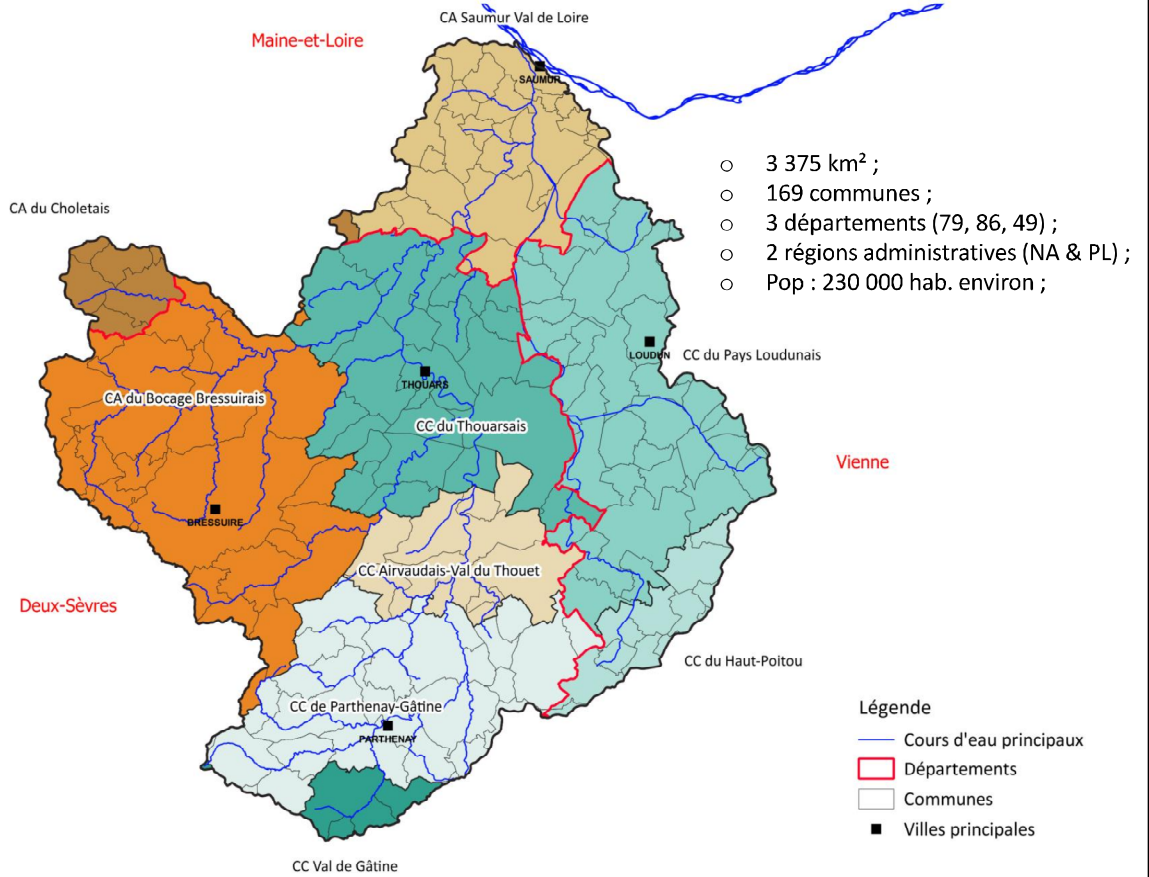 CA Saumur Val de Loire
Maine-et-Loire
SAUMUR
o 3 375 km² ;
o 169 communes ;
o 3 départements (79, 86, 49) ;
o 2 régions administratives (NA & PL) ;
o Pop : 230 000 hab. environ ;
CA du Choletais
LOUDUN
CC du Pays Loudunais
THOUARS
CA du Bocage Bressuirais
CC du Thouarsais
Vienne
BRESSUIRE
CC Airvaudais-Val du Thouet
Deux-Sèvres
CC du Haut-Poitou
CC de Parthenay-Gâtine
PARTHENAY
Légende
Cours d'eau principaux
Départements
Communes
Villes principales
CC Val de Gâtine